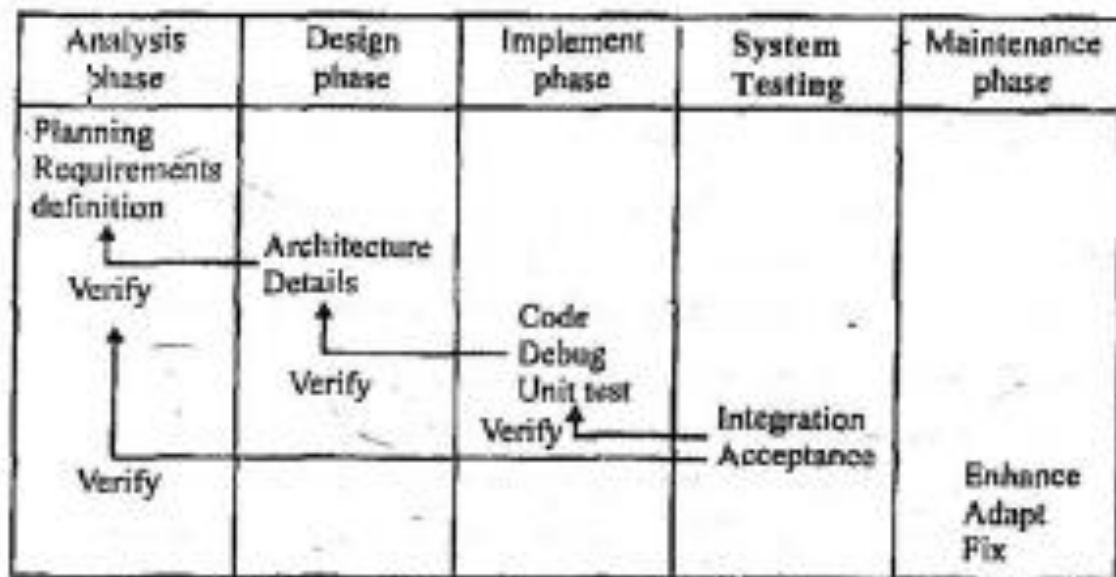 Analysis
phase
Design
phase
Implement
phase
System
Testing
Maintenance
phase
Planning
Requirements
definition
Verify
Verify
Architecture
Details
Verify
Code
Debug
Unit test
Verify
Integration
Acceptance
Enhance
Adapt
Fix